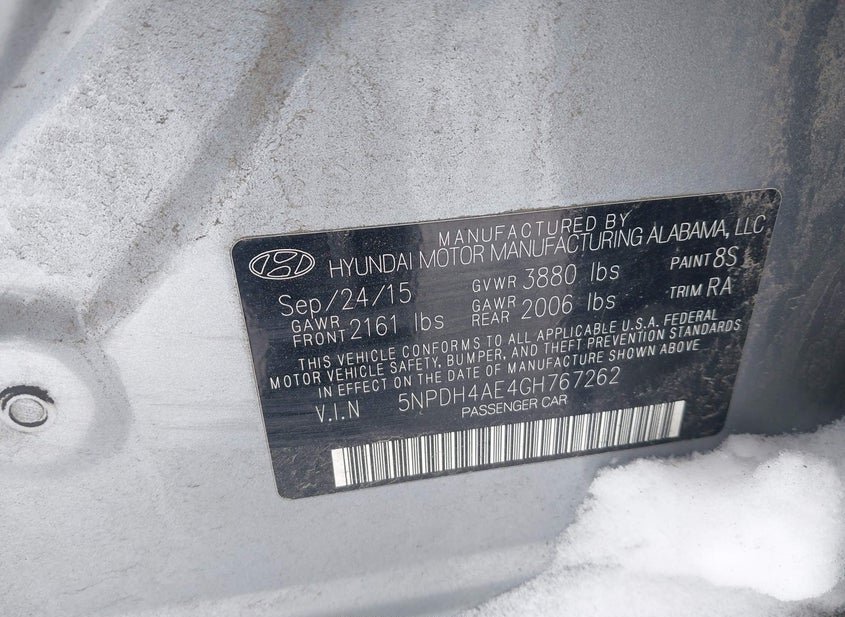 MANUFACTURED BY
HYUNDAI MOTOR MANUFACTURING ALABAMA, LLC
Sep/24/15 GVWR 3880 lbs PAINT 8S
GAWR FRONT 2161 lbs GAWR REAR 2006 lbs TRIM RA
THIS VEHICLE CONFORMS TO ALL APPLICABLE U.S.A. FEDERAL
MOTOR VEHICLE SAFETY, BUMPER, AND THEFT PREVENTION STANDARDS
IN EFFECT ON THE DATE OF MANUFACTURE SHOWN ABOVE
V.I.N 5NPDH4AE4GH767262
PASSENGER CAR